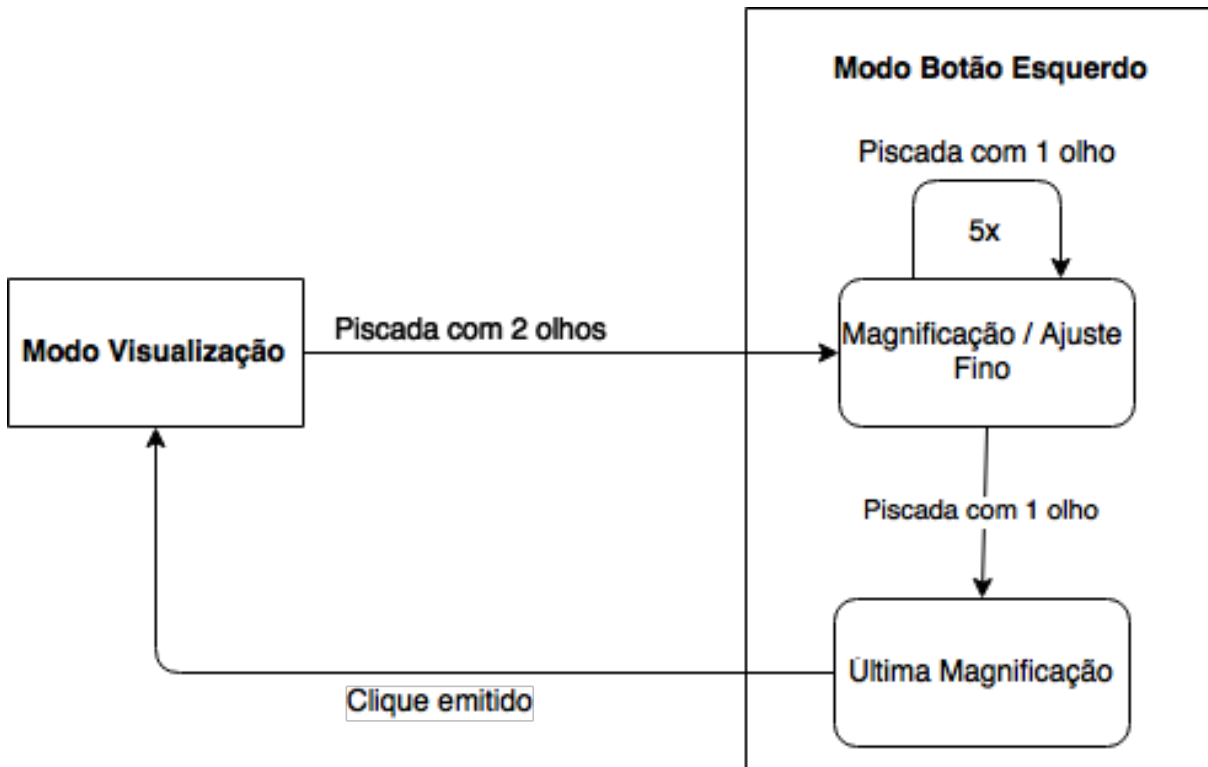 Modo Botão Esquerdo
Piscada com 1 olho
5x
Modo Visualização
Piscada com 2 olhos
Magnificação / Ajuste
Fino
Piscada com 1 olho
Última Magnificação
Clique emitido